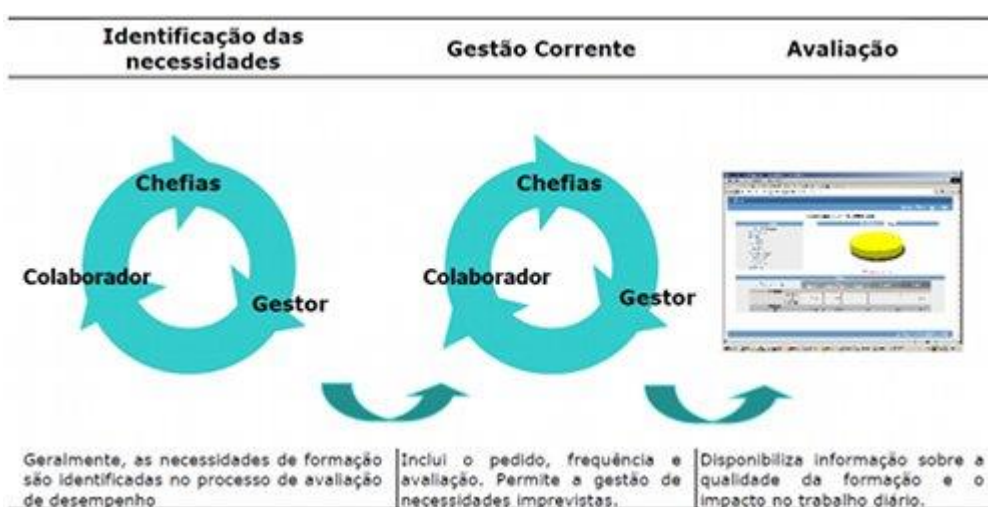 Identificação das
necessidades
Gestão Corrente
Avaliação
Chefias
Colaborador
Gestor
Chefias
Colaborador
Gestor
Geralmente, as necessidades de formação
são identificadas no processo de avaliação
de desempenho
Inclui o pedido, frequência e
avaliação. Permite a gestão de
necessidades imprevistas.
Disponibiliza informação sobre a
qualidade da formação e o
impacto no trabalho diário.